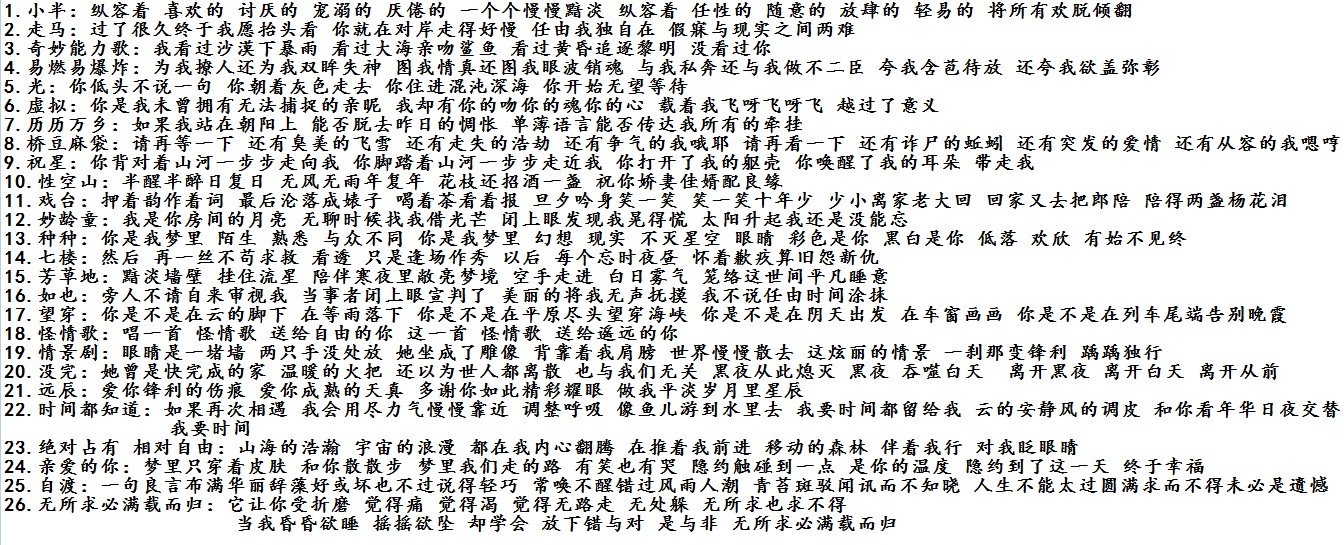 1.小半：纵容着 喜欢的 讨厌的 宠溺的 厌倦的 一个个慢慢黯淡 纵容着 任性的 随意的 放肆的 轻易的 将所有欢脱倾翻
2.走马：过了很久终于我愿抬头看 你就在对岸走得好慢 任由我独自在 假寐与现实之间两难
3.奇妙能力歌：我看过沙漠下暴雨 看过大海亲吻鲨鱼 看过黄昏追逐黎明 没看过你
4.易燃易爆炸：为我撩人还为我双眸失神 图我情真还图我眼波销魂 与我私奔还与我做不二臣 夸我含苞待放 还夸我欲盖弥彰
5.光：你低头不说一句 你朝着灰色走去 你住进混沌深海 你开始无望等待
6.虚拟：你是我未曾拥有无法捕捉的亲昵 我却有你的吻你的魂你的心 载着我飞呀飞呀飞 越过了意义
7.历历万乡：如果我站在朝阳上 能否脱去昨日的惆怅 单薄语言能否传达我所有的牵挂
8.桥豆麻袋：请再等一下 还有臭美的飞雪 还有走失的浩劫 还有争气的我哦耶 请再看一下 还有诈尸的蚯蚓 还有突发的爱情 还有从容的我嗯哼
9.祝星：你背对着山河一步步走向我 你脚踏着山河一步步走近我 你打开了我的躯壳 你唤醒了我的耳朵 带走我
10.性空山：半醒半醉日复日 无风无雨年复年 花枝还招酒一盏 祝你娇妻佳婿配良缘
11.戏台：押着韵作着词 最后沦落成婊子 喝着茶看着报 旦夕吟身笑一笑 笑一笑十年少 少小离家老大回 回家又去把郎陪 陪得两盏杨花泪
12.妙龄童：我是你房间的月亮 无聊时候找我借光芒 闭上眼发现我晃得慌 太阳升起我还是没能忘
13.种种：你是我梦里 陌生 熟悉 与众不同 你是我梦里 幻想 现实 不灭星空 眼睛 彩色是你 黑白是你 低落 欢欣 有始不见终
14.七楼：然后 再一丝不苟求救 看透 只是逢场作秀 以后 每个忘时夜昼 怀着歉疚算旧怨新仇
15.芳草地：黯淡墙壁 挂住流星 陪伴寒夜里敞亮梦境 空手走进 白日雾气 笼络这世间平凡睡意
16.如也：旁人不请自来审视我 当事者闭上眼宣判了 美丽的将我无声抚摸 我不说任由时间涂抹
17.望穿：你是不是在云的脚下 在等雨落下 你是不是在平原尽头望穿海峡 你是不是在阴天出发 在车窗画画 你是不是在列车尾端告别晚霞
18.怪情歌：唱一首 怪情歌 送给自由的你 这一首 怪情歌 送给遥远的你
19.情景剧：眼睛是一堵墙 两只手没处放 她坐成了雕像 背靠着我肩膀 世界慢慢散去 这炫丽的情景 一刹那变锋利 踽踽独行
20.没完：她曾是快完成的家 温暖的火把 还以为世人都离散 也与我们无关 黑夜从此熄灭 黑夜 吞噬白天 离开黑夜 离开白天 离开从前
21.远辰：爱你锋利的伤痕 爱你成熟的天真 多谢你如此精彩耀眼 做我平淡岁月里星辰
22.时间都知道：如果再次相遇 我会用尽力气慢慢靠近 调整呼吸 像鱼儿游到水里去 我要时间都留给我 云的安静风的调皮 和你看年华日夜交替
我要时间
23.绝对占有 相对自由：山海的浩瀚 宇宙的浪漫 都在我内心翻腾 在推着我前进 移动的森林 伴着我行 对我眨眼睛
24.亲爱的你：梦里只穿着皮肤 和你散散步 梦里我们走的路 有笑也有哭 隐约触碰到一点 是你的温度 隐约到了这一天 终于幸福
25.自渡：一句良言布满华丽辞藻好或坏也不过说得轻巧 常唤不醒错过风雨人潮 青苔斑驳闻讯而不知晓 人生不能太过圆满求而不得未必是遗憾
26.无所求必满载而归：它让你受折磨 觉得痛 觉得渴 觉得无路走 无处躲 无所求也求不得
当我昏昏欲睡 摇摇欲坠 却学会 放下错与对 是与非 无所求必满载而归